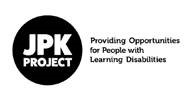 JPK
PROJECT
Providing Opportunities
for People with
Learning Disabilities